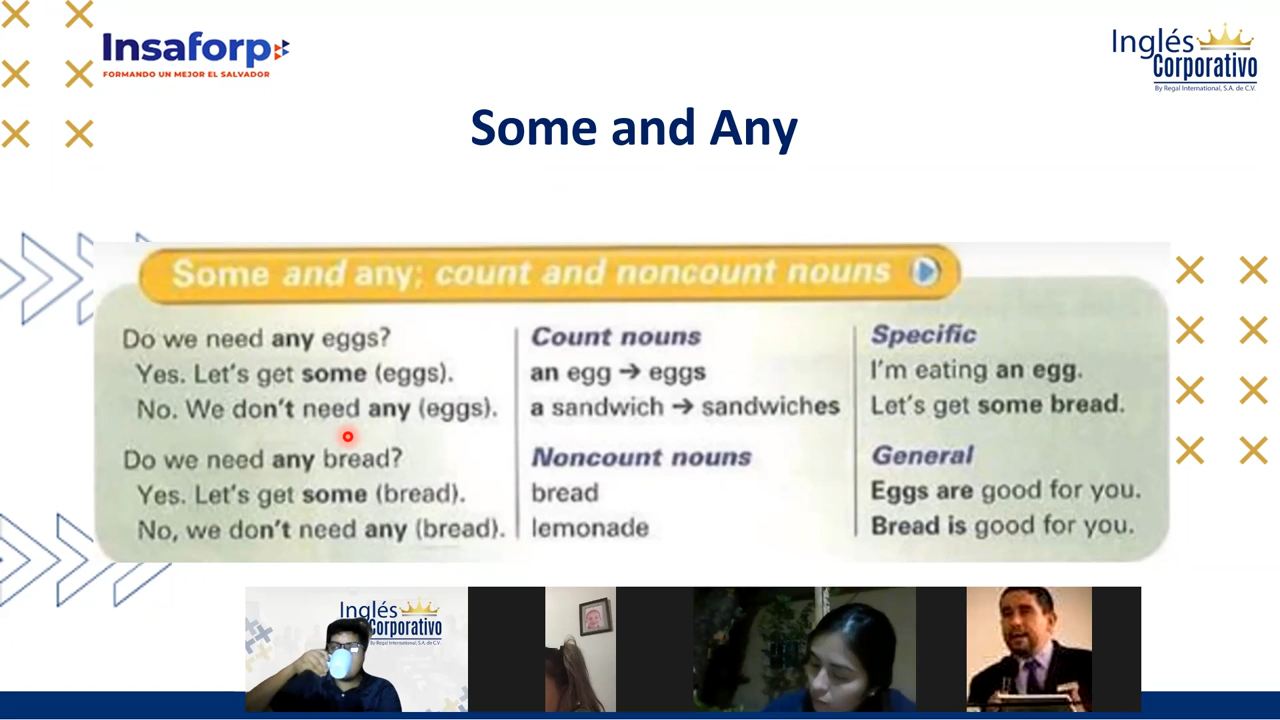 Insaforp
FORMANDO UN MEJOR EL SALVADOR
Inglés
Corporativo
By Regal International, S.A. de C.V.
Some and Any
Some and any; count and noncount nouns
Do we need any eggs?
Yes. Let's get some (eggs).
No. We don't need any (eggs).
Do we need any bread?
Yes. Let's get some (bread).
No, we don't need any (bread).
Count nouns
an egg → eggs
a sandwich → sandwiches
Noncount nouns
bread
lemonade
Specific
I'm eating an egg.
Let's get some bread.
General
Eggs are good for you.
Bread is good for you.
Inglés
Corporativo
By Regal International, S.A. de C.V.